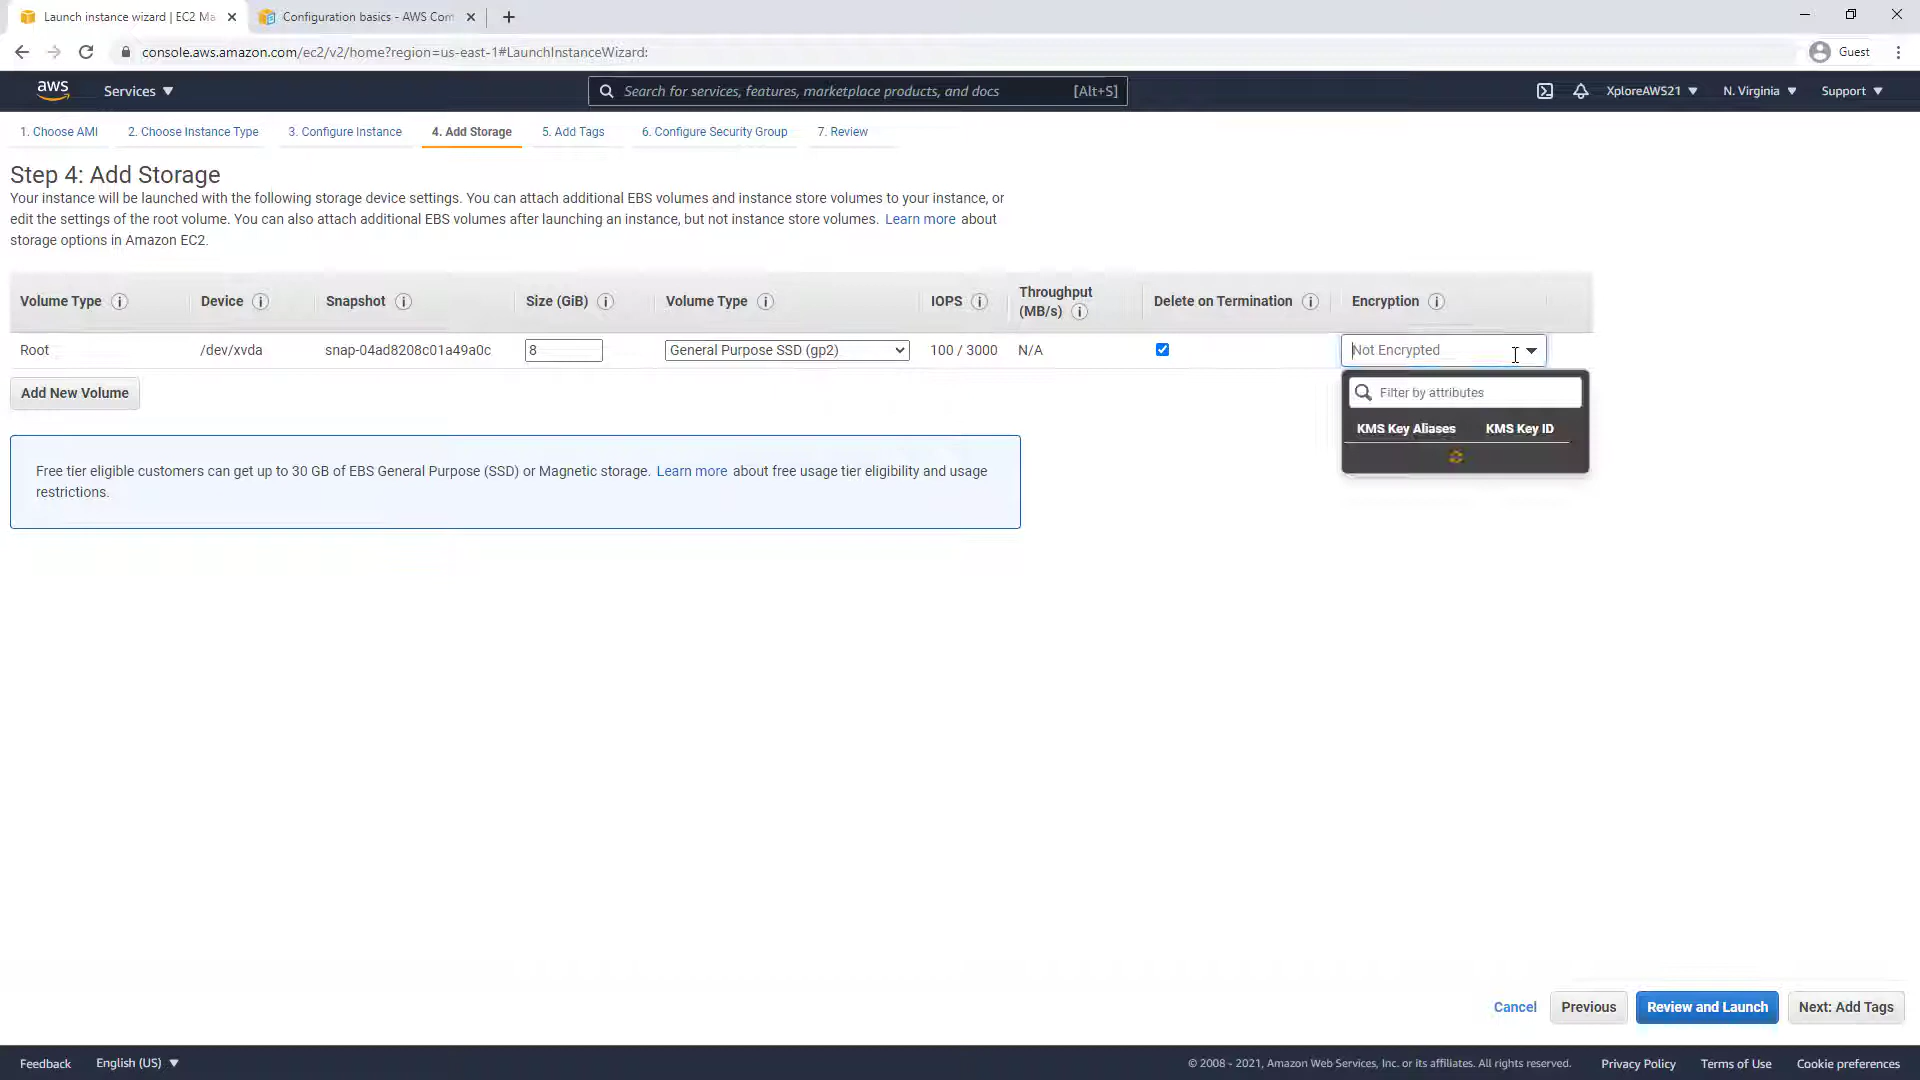 Launch instance wizard | EC2 Ma
Configuration basics - AWS Com
console.aws.amazon.com/ec2/v2/home?region=us-east-1#LaunchInstanceWizard:
Guest
aws
Services
Search for services, features, marketplace products, and docs
[Alt+S]
XploreAWS21
N. Virginia
Support
1. Choose AMI
2. Choose Instance Type
3. Configure Instance
4. Add Storage
5. Add Tags
6. Configure Security Group
7. Review
Step 4: Add Storage
Your instance will be launched with the following storage device settings. You can attach additional EBS volumes and instance store volumes to your instance, or
edit the settings of the root volume. You can also attach additional EBS volumes after launching an instance, but not instance store volumes. Learn more about
storage options in Amazon EC2.
Volume Type
Device
Snapshot
Size (GiB)
Volume Type
IOPS
Throughput
(MB/s)
Delete on Termination
Encryption
Root
/dev/xvda
snap-04ad8208c01a49a0c
8
General Purpose SSD (gp2)
100 / 3000
N/A
Not Encrypted
Filter by attributes
KMS Key Aliases
KMS Key ID
Add New Volume
Free tier eligible customers can get up to 30 GB of EBS General Purpose (SSD) or Magnetic storage. Learn more about free usage tier eligibility and usage
restrictions.
Cancel
Previous
Review and Launch
Next: Add Tags
Feedback
English (US)
© 2008 - 2021, Amazon Web Services, Inc. or its affiliates. All rights reserved.
Privacy Policy
Terms of Use
Cookie preferences